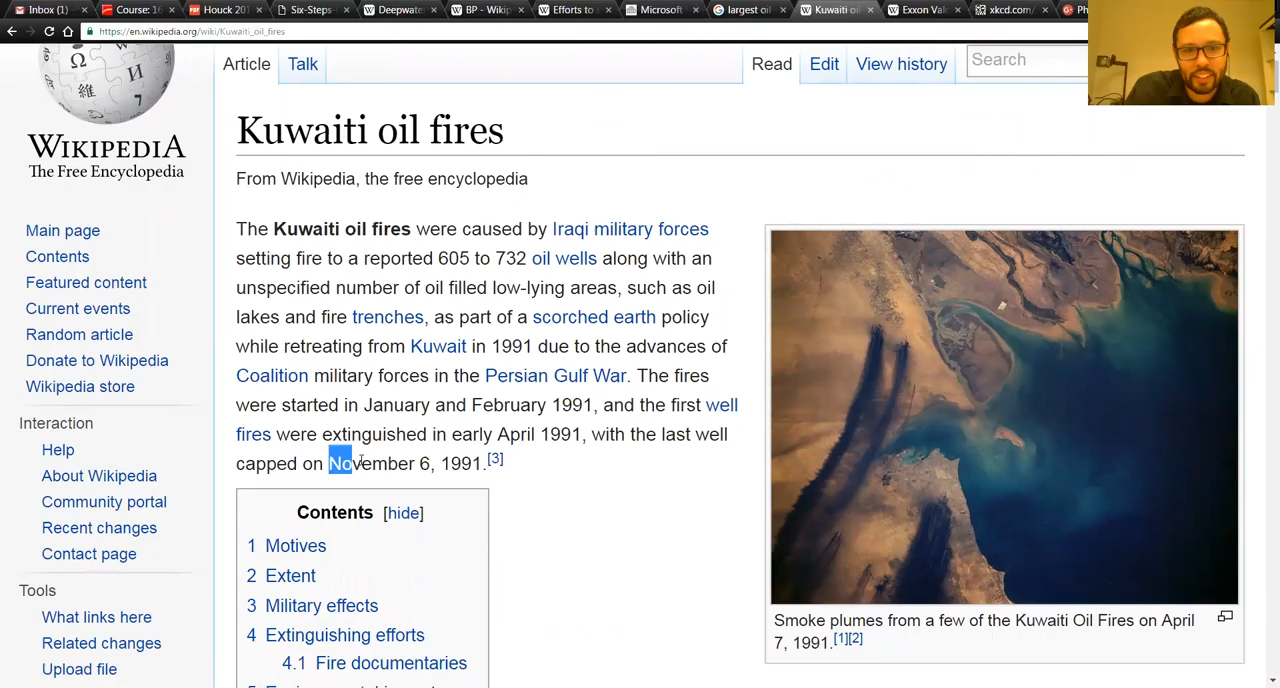 Inbox (1)
Course: 16
Houck 201
Six-Steps-
Deepwate
BP - Wikip
Efforts to
Microsoft
largest oil
Kuwaiti oi
Exxon Val
xkcd.com/
Ph
https://en.wikipedia.org/wiki/Kuwaiti_oil_fires
Ω
И
維
WIKIPEDIA
The Free Encyclopedia
Main page
Contents
Featured content
Current events
Random article
Donate to Wikipedia
Wikipedia store
Interaction
Help
About Wikipedia
Community portal
Recent changes
Contact page
Tools
What links here
Related changes
Upload file
Article Talk
Read Edit View history
Search
Kuwaiti oil fires
From Wikipedia, the free encyclopedia
The Kuwaiti oil fires were caused by Iraqi military forces
setting fire to a reported 605 to 732 oil wells along with an
unspecified number of oil filled low-lying areas, such as oil
lakes and fire trenches, as part of a scorched earth policy
while retreating from Kuwait in 1991 due to the advances of
Coalition military forces in the Persian Gulf War. The fires
were started in January and February 1991, and the first well
fires were extinguished in early April 1991, with the last well
capped on November 6, 1991.[3]
Contents [hide]
1 Motives
2 Extent
3 Military effects
4 Extinguishing efforts
4.1 Fire documentaries
Smoke plumes from a few of the Kuwaiti Oil Fires on April
7, 1991.[1][2]